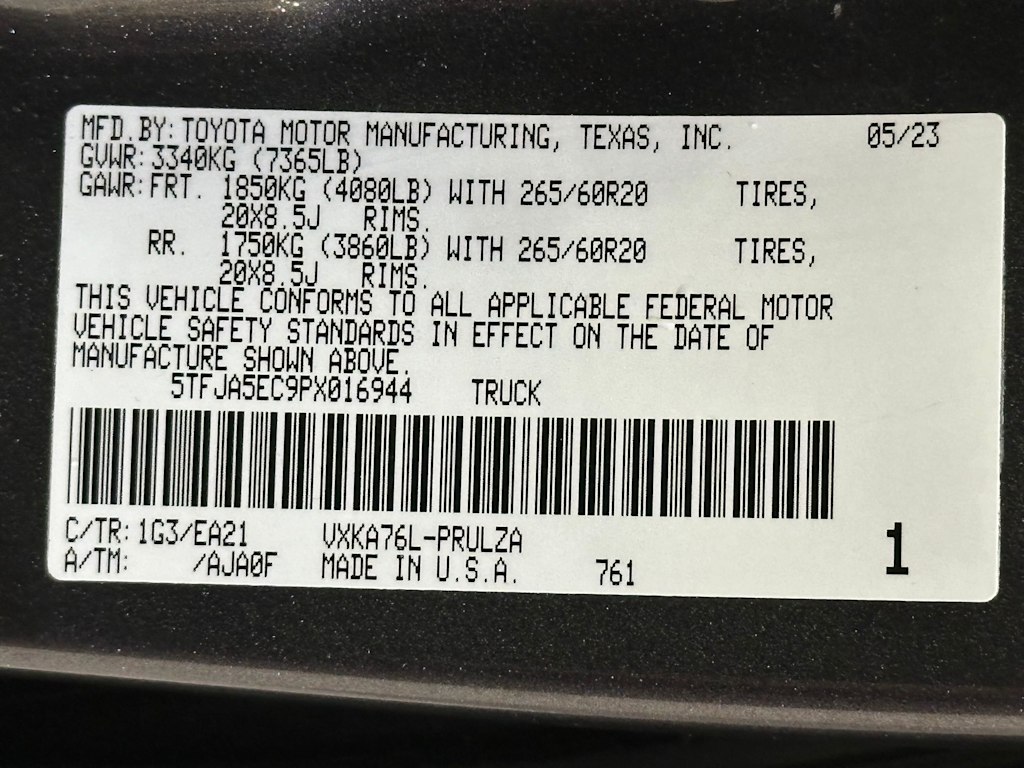 MFD.BY: TOYOTA MOTOR MANUFACTURING, TEXAS, INC. 05/23
GVWR: 3340KG (7365LB)
GAWR: FRT. 1850KG (4080LB) WITH 265/60R20 TIRES,
20X8.5J RIMS.
RR. 1750KG (3860LB) WITH 265/60R20 TIRES,
20X8.5J RIMS.
THIS VEHICLE CONFORMS TO ALL APPLICABLE FEDERAL MOTOR
VEHICLE SAFETY STANDARDS IN EFFECT ON THE DATE OF
MANUFACTURE SHOWN ABOVE.
5TFJA5EC9PX016944 TRUCK
C/TR: 1G3/EA21 VXKA76L-PRULZA
A/TM: /AJA0F MADE IN U.S.A. 761
1